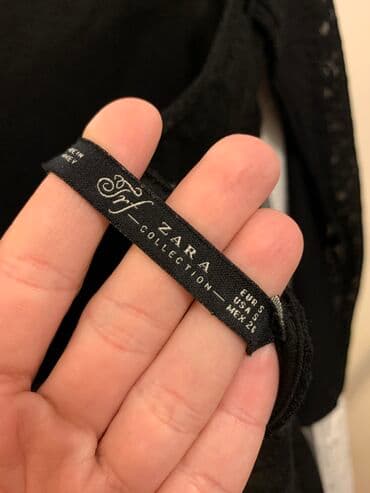 Trf
ZARA
—COLLECTION—
EUR S
USA S
MEX 26